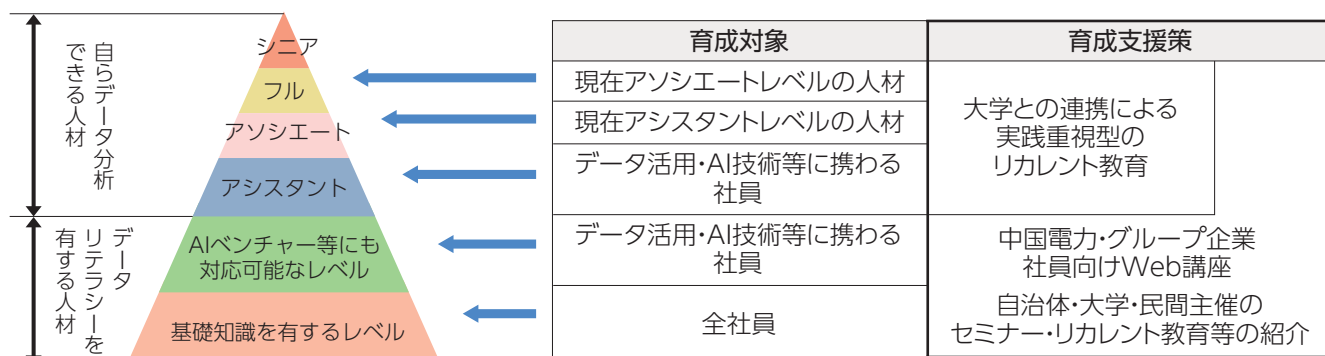 自らデータ分析
できる人材
データ
リテラシーを
有する人材
シニア
フル
アソシエート
アシスタント
AIベンチャー等にも
対応可能なレベル
基礎知識を有するレベル
育成対象
育成支援策
現在アソシエートレベルの人材
現在アシスタントレベルの人材
データ活用・AI技術等に携わる
社員
大学との連携による
実践重視型の
リカレント教育
データ活用・AI技術等に携わる
社員
全社員
中国電力・グループ企業
社員向けWeb講座
自治体・大学・民間主催の
セミナー・リカレント教育等の紹介